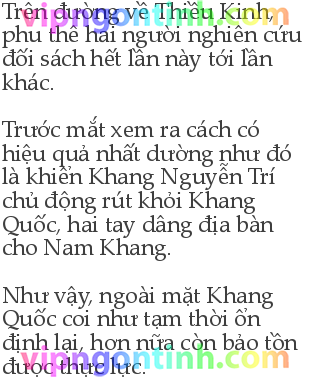 Trên đường về Thiều Kinh,
phu thê hai người nghiên cứu
đối sách hết lần này tới lần
khác.
Trước mắt xem ra cách có
hiệu quả nhất dường như đó
là khiến Khang Nguyễn Trí
chủ động rút khỏi Khang
Quốc, hai tay dâng địa bàn
cho Nam Khang.
Như vậy, ngoài mặt Khang
Quốc coi như tạm thời ổn
định lại, hơn nữa còn bảo tồn
được thực lực.
vipngontinh.com
vipngontinh.com